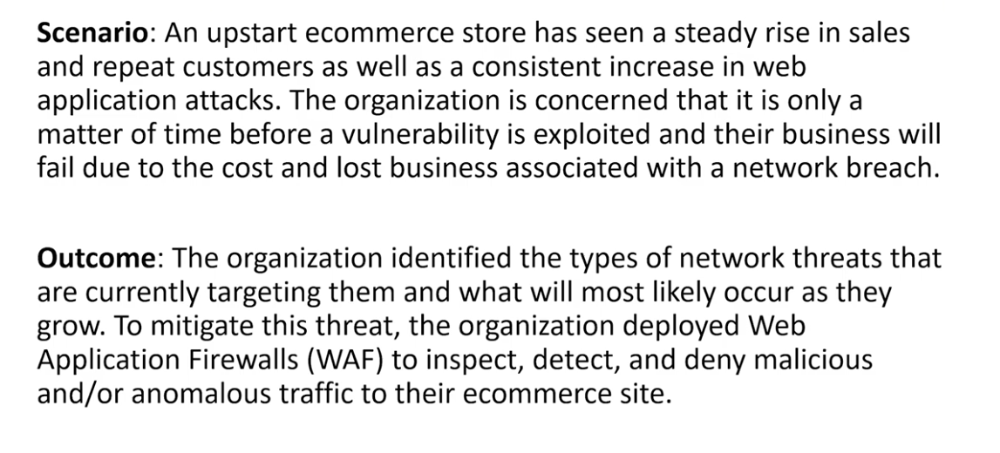 Scenario: An upstart ecommerce store has seen a steady rise in sales
and repeat customers as well as a consistent increase in web
application attacks. The organization is concerned that it is only a
matter of time before a vulnerability is exploited and their business will
fail due to the cost and lost business associated with a network breach.
Outcome: The organization identified the types of network threats that
are currently targeting them and what will most likely occur as they
grow. To mitigate this threat, the organization deployed Web
Application Firewalls (WAF) to inspect, detect, and deny malicious
and/or anomalous traffic to their ecommerce site.